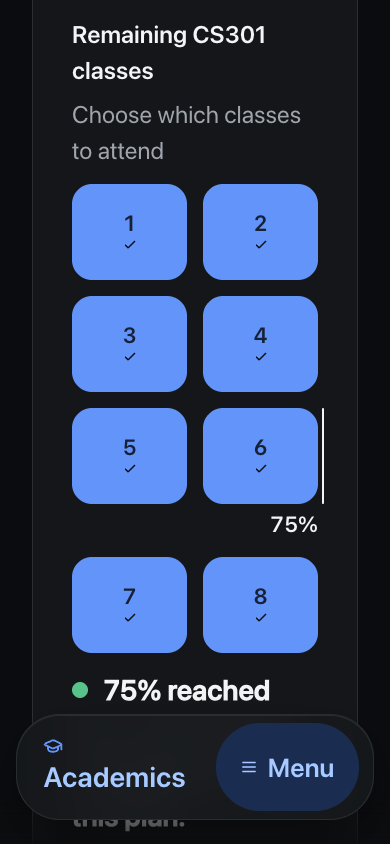 Remaining CS301
classes
Choose which classes
to attend
1
2
3
4
5
6
75%
7
8
75% reached
Academics
Menu
this plan.